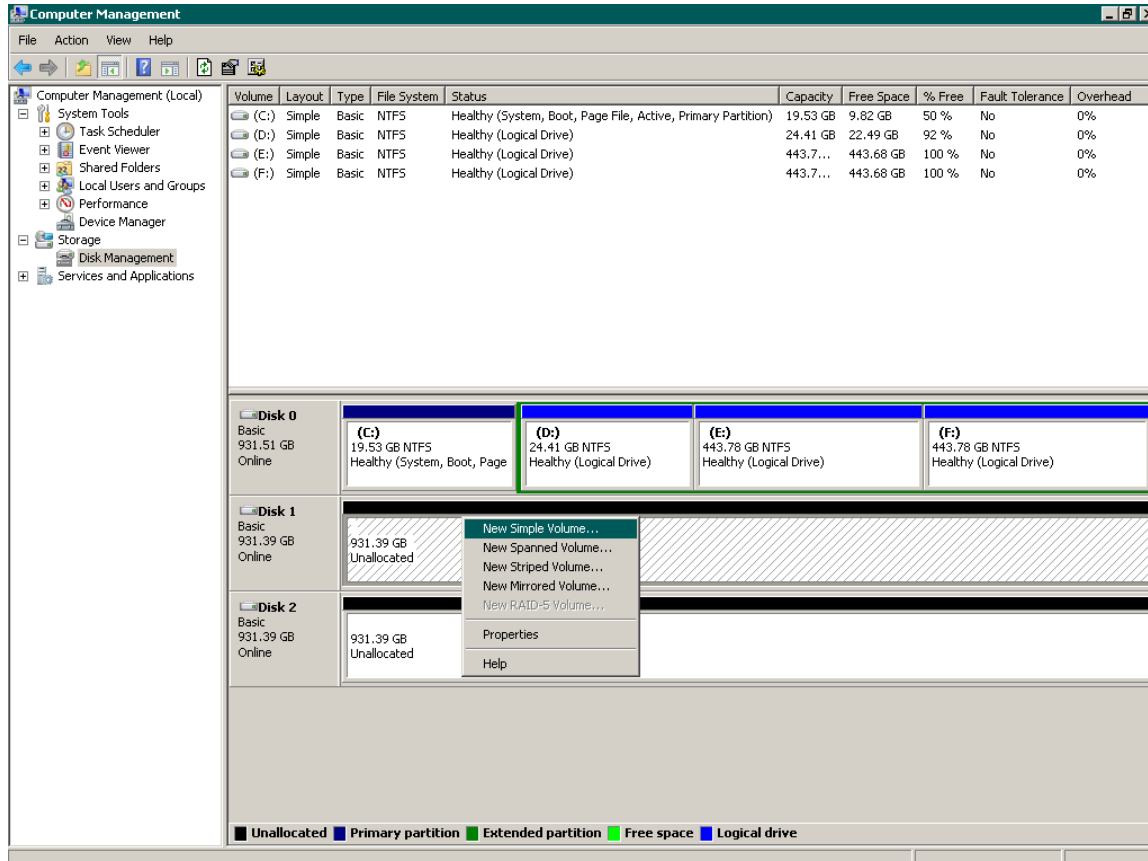 Computer Management
File Action View Help
Computer Management (Local)
System Tools
Task Scheduler
Event Viewer
Shared Folders
Local Users and Groups
Performance
Device Manager
Storage
Disk Management
Services and Applications
Volume Layout Type File System Status Capacity Free Space % Free Fault Tolerance Overhead
(C:) Simple Basic NTFS Healthy (System, Boot, Page File, Active, Primary Partition) 19.53 GB 9.82 GB 50 % No 0%
(D:) Simple Basic NTFS Healthy (Logical Drive) 24.41 GB 22.49 GB 92 % No 0%
(E:) Simple Basic NTFS Healthy (Logical Drive) 443.7... 443.68 GB 100 % No 0%
(F:) Simple Basic NTFS Healthy (Logical Drive) 443.7... 443.68 GB 100 % No 0%
Disk 0
Basic
931.51 GB
Online
(C:)
19.53 GB NTFS
Healthy (System, Boot, Page
(D:)
24.41 GB NTFS
Healthy (Logical Drive)
(E:)
443.78 GB NTFS
Healthy (Logical Drive)
(F:)
443.78 GB NTFS
Healthy (Logical Drive)
Disk 1
Basic
931.39 GB
Online
931.39 GB
Unallocated
New Simple Volume...
New Spanned Volume...
New Striped Volume...
New Mirrored Volume...
New RAID-5 Volume...
Properties
Help
Disk 2
Basic
931.39 GB
Online
931.39 GB
Unallocated
Unallocated Primary partition Extended partition Free space Logical drive